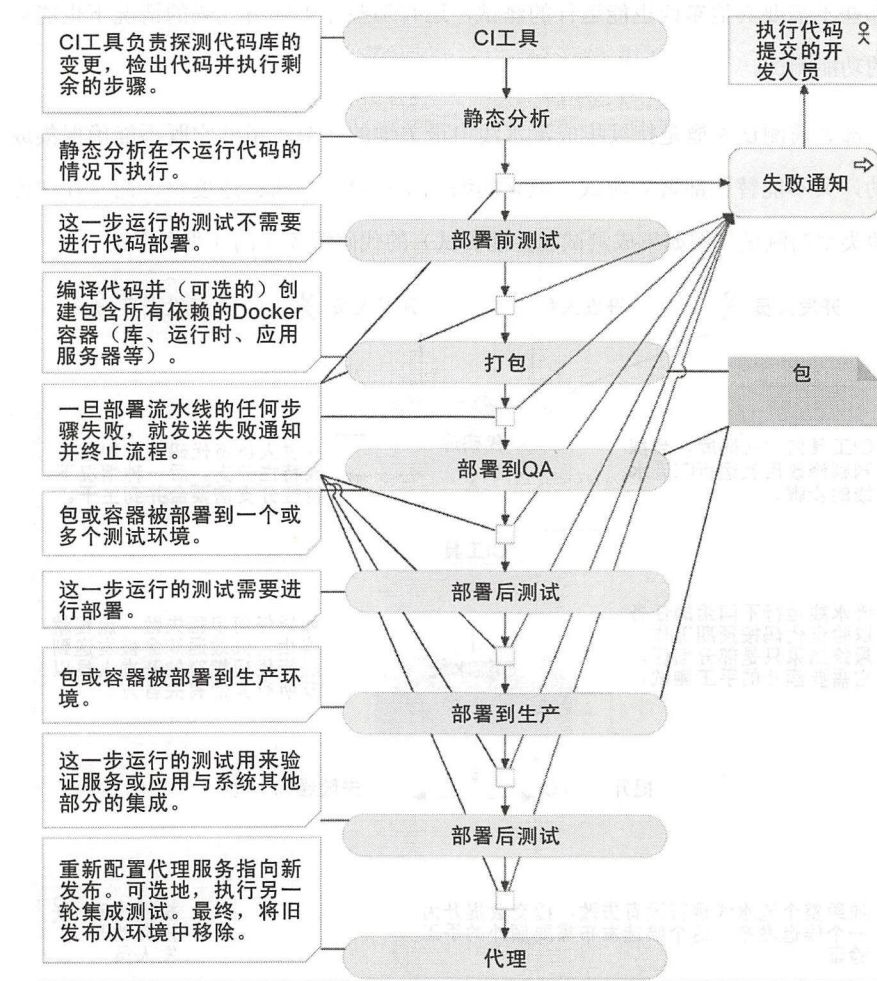 CI工具负责探测代码库的
变更，检出代码并执行剩
余的步骤。
CI工具
执行代码
提交的开
发人员
静态分析
静态分析在不运行代码的
情况下执行。
失败通知
这一步运行的测试不需要
进行代码部署。
部署前测试
编译代码并（可选的）创
建包含所有依赖的Docker
容器（库、运行时、应用
服务器等）。
打包
包
一旦部署流水线的任何步
骤失败，就发送失败通知
并终止流程。
部署到QA
包或容器被部署到一个或
多个测试环境。
这一步运行的测试需要进
行部署。
部署后测试
包或容器被部署到生产环
境。
部署到生产
这一步运行的测试用来验
证服务或应用与系统其他
部分的集成。
部署后测试
重新配置代理服务指向新
发布。可选地，执行另一
轮集成测试。最终，将旧
发布从环境中移除。
代理